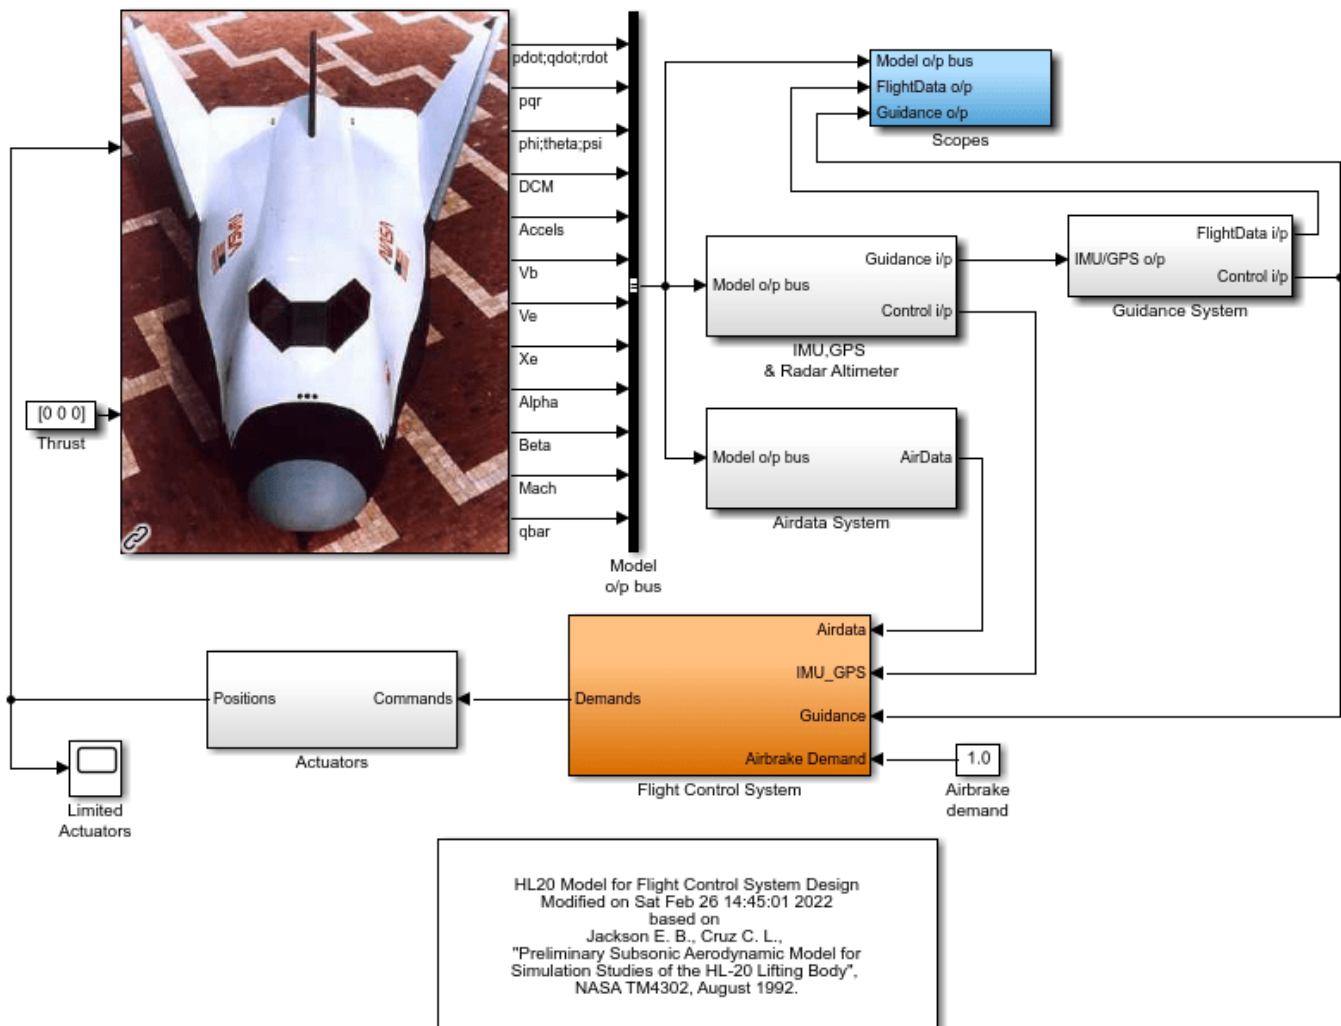 pdot;qdot;rdot
pqr
phi;theta;psi
DCM
Accels
Vb
Ve
Xe
Alpha
Beta
Mach
qbar
NASA
[0 0 0]
Thrust
Model
o/p bus
Model o/p bus
FlightData o/p
Guidance o/p
Scopes
Model o/p bus
Guidance i/p
Control i/p
IMU,GPS
& Radar Altimeter
IMU/GPS o/p
FlightData i/p
Control i/p
Guidance System
Model o/p bus
AirData
Airdata System
Airdata
IMU_GPS
Guidance
Airbrake Demand
Demands
Flight Control System
1.0
Airbrake
demand
Positions
Commands
Actuators
Limited
Actuators
HL20 Model for Flight Control System Design
Modified on Sat Feb 26 14:45:01 2022
based on
Jackson E. B., Cruz C. L.,
"Preliminary Subsonic Aerodynamic Model for
Simulation Studies of the HL-20 Lifting Body",
NASA TM4302, August 1992.